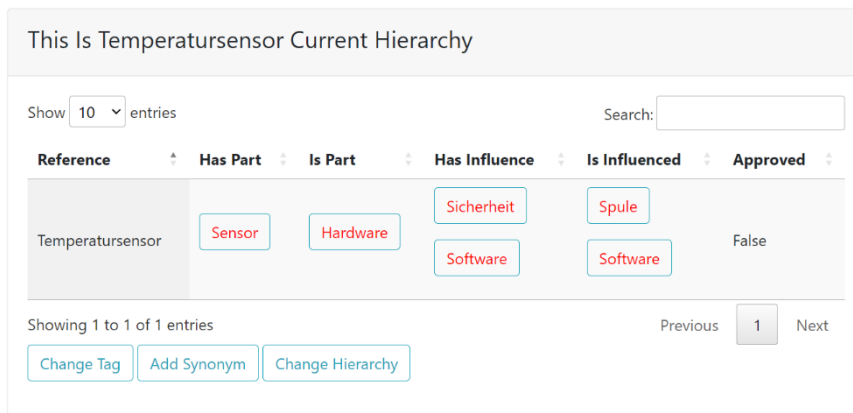 This Is Temperatursensor Current Hierarchy
Show 10 entries Search:
Reference Has Part Is Part Has Influence Is Influenced Approved
Temperatursensor Sensor Hardware Sicherheit Spule False
Software Software
Showing 1 to 1 of 1 entries Previous 1 Next
Change Tag Add Synonym Change Hierarchy